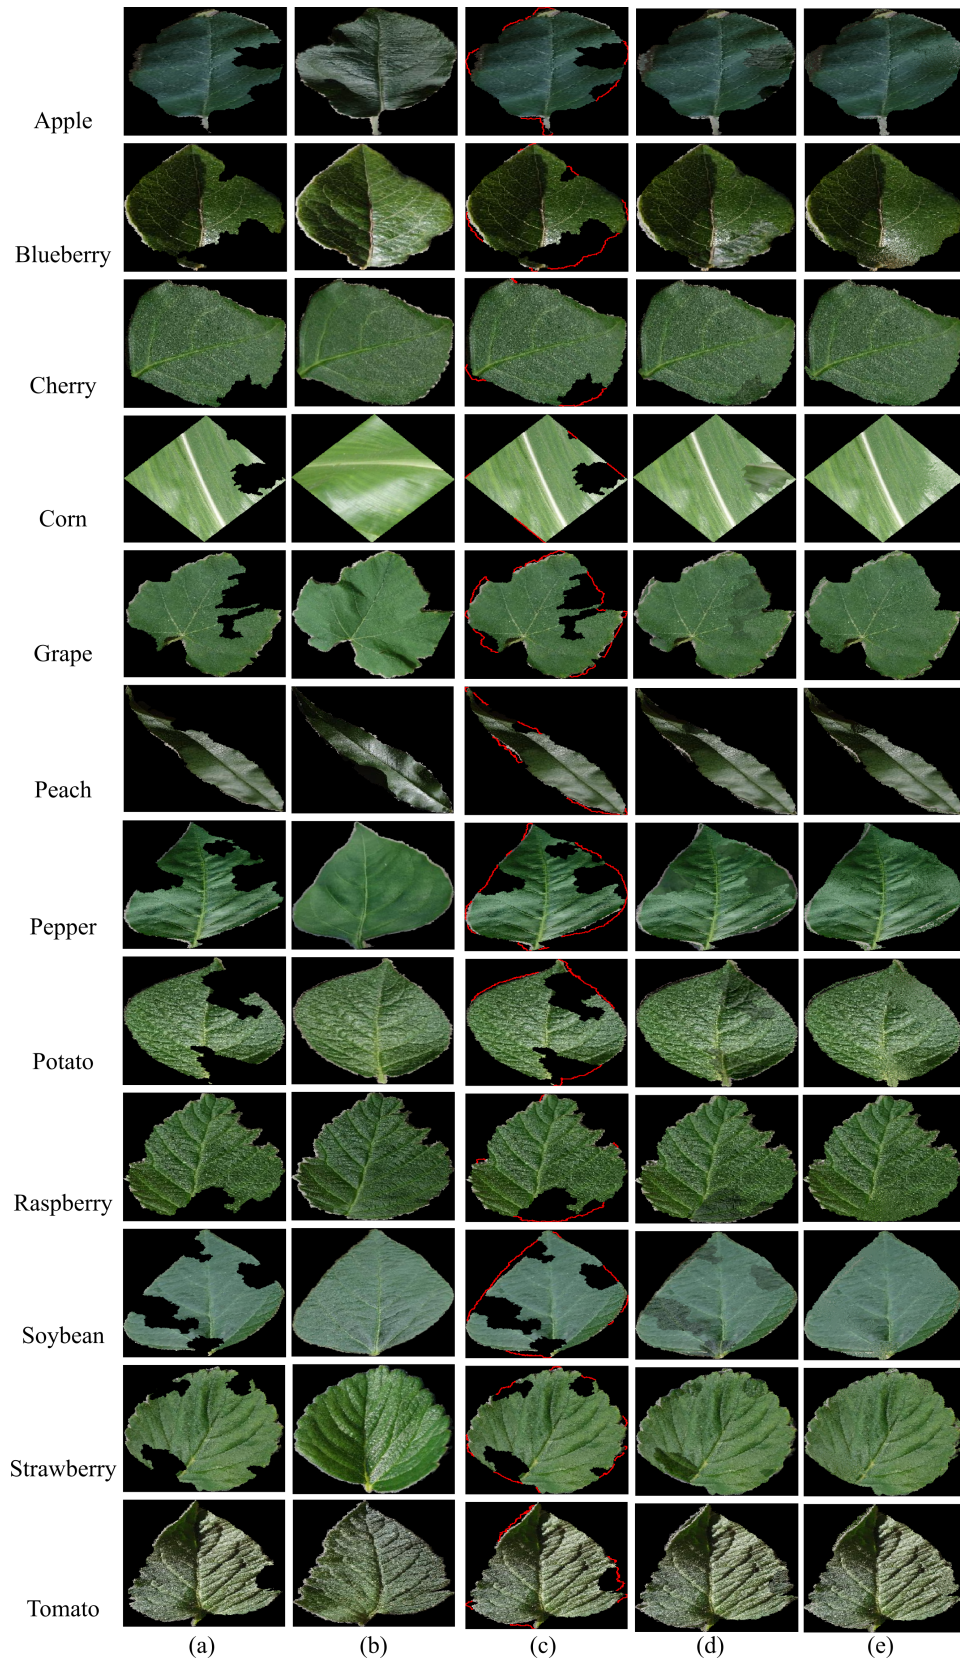 Apple
Blueberry
Cherry
Corn
Grape
Peach
Pepper
Potato
Raspberry
Soybean
Strawberry
Tomato
(a) (b) (c) (d) (e)